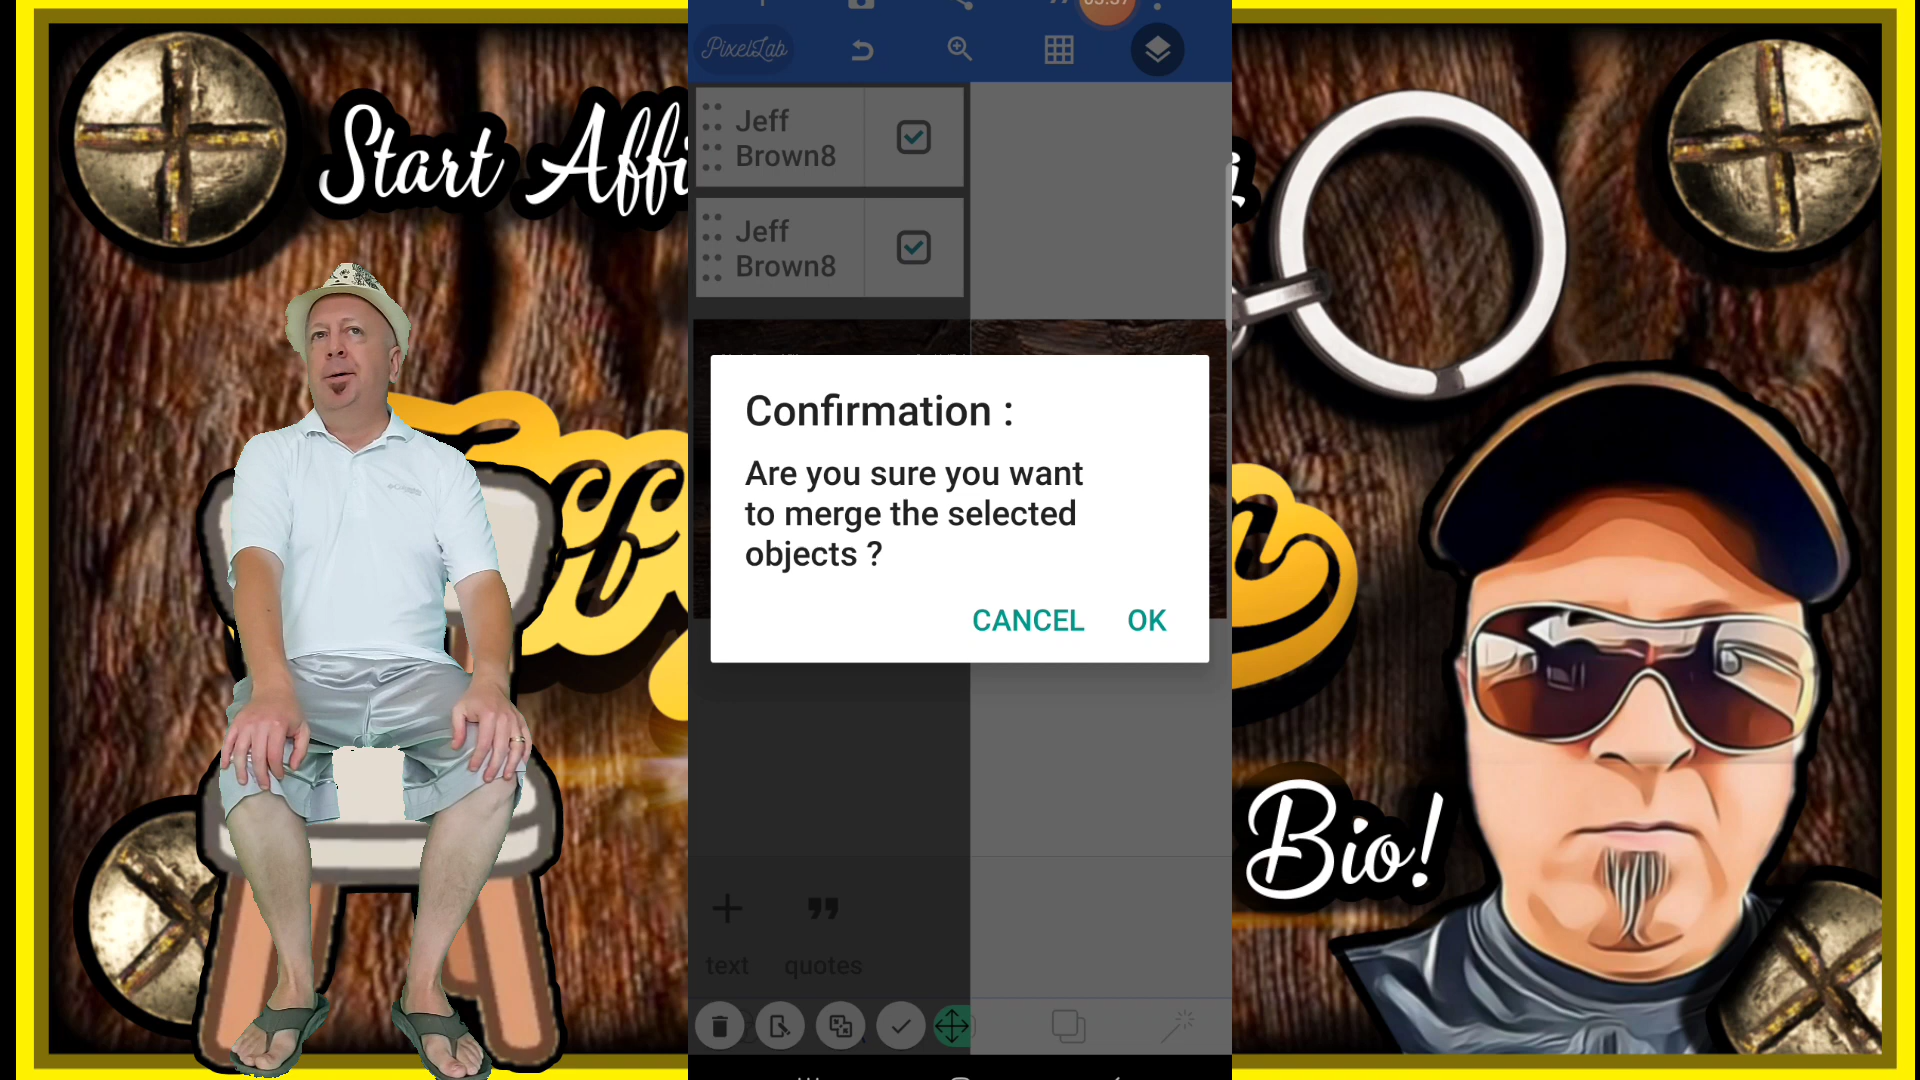 PixelLab
Start Affi
Jeff
Brown8
Jeff
Brown8
Confirmation :
Are you sure you want
to merge the selected
objects ?
CANCEL OK
Bio!
text quotes